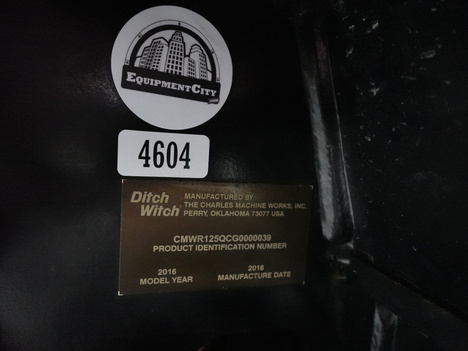 EQUIPMENTCITY
4604
Ditch Witch
MANUFACTURED BY
THE CHARLES MACHINE WORKS, INC.
PERRY, OKLAHOMA 73077 USA
CMWR125QCG0000039
PRODUCT IDENTIFICATION NUMBER
2016 2016
MODEL YEAR MANUFACTURE DATE